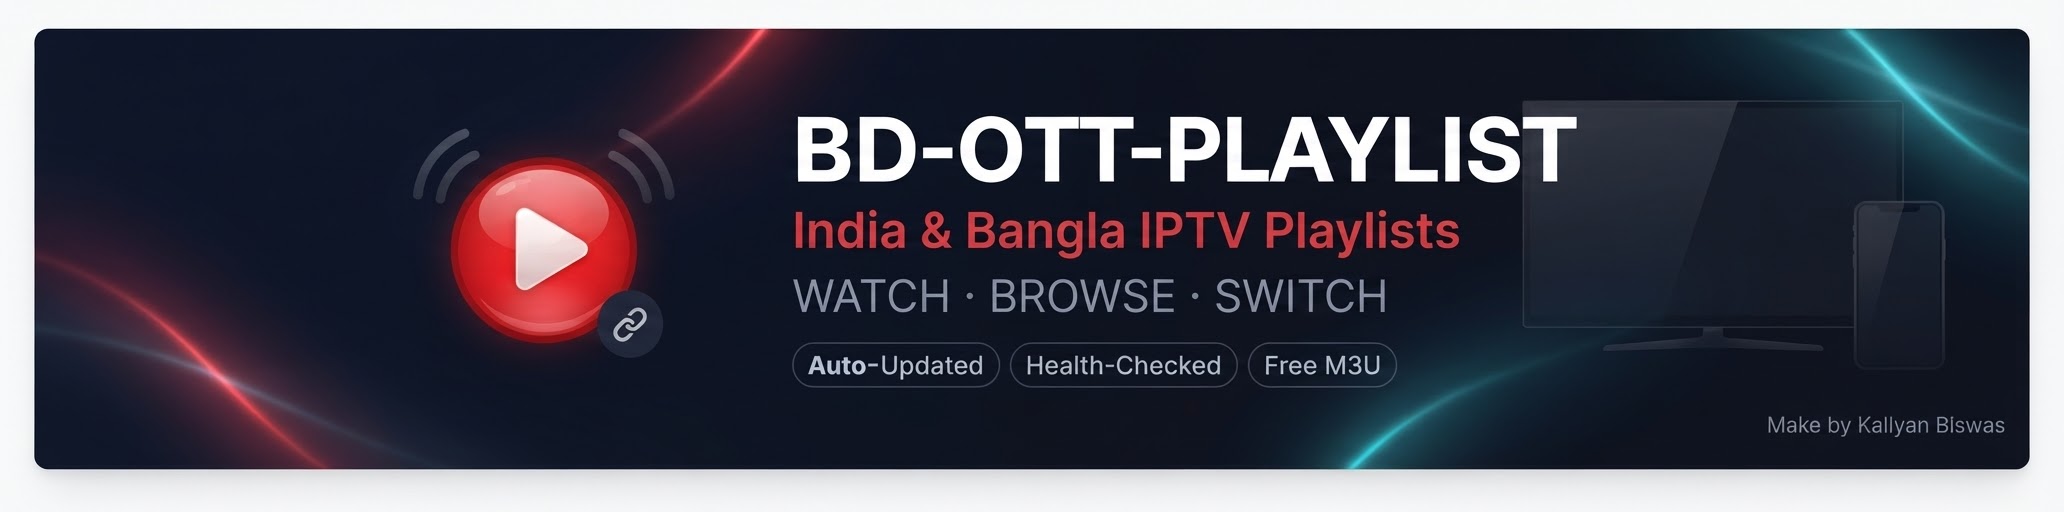 BD-OTT-PLAYLIST
India & Bangla IPTV Playlists
WATCH · BROWSE · SWITCH
Auto-Updated Health-Checked Free M3U
Make by Kallyan Biswas